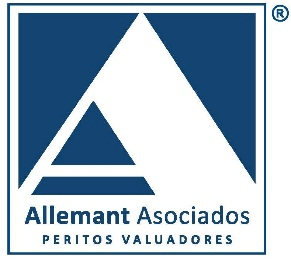 ®
Allemant Asociados
PERITOS VALUADORES